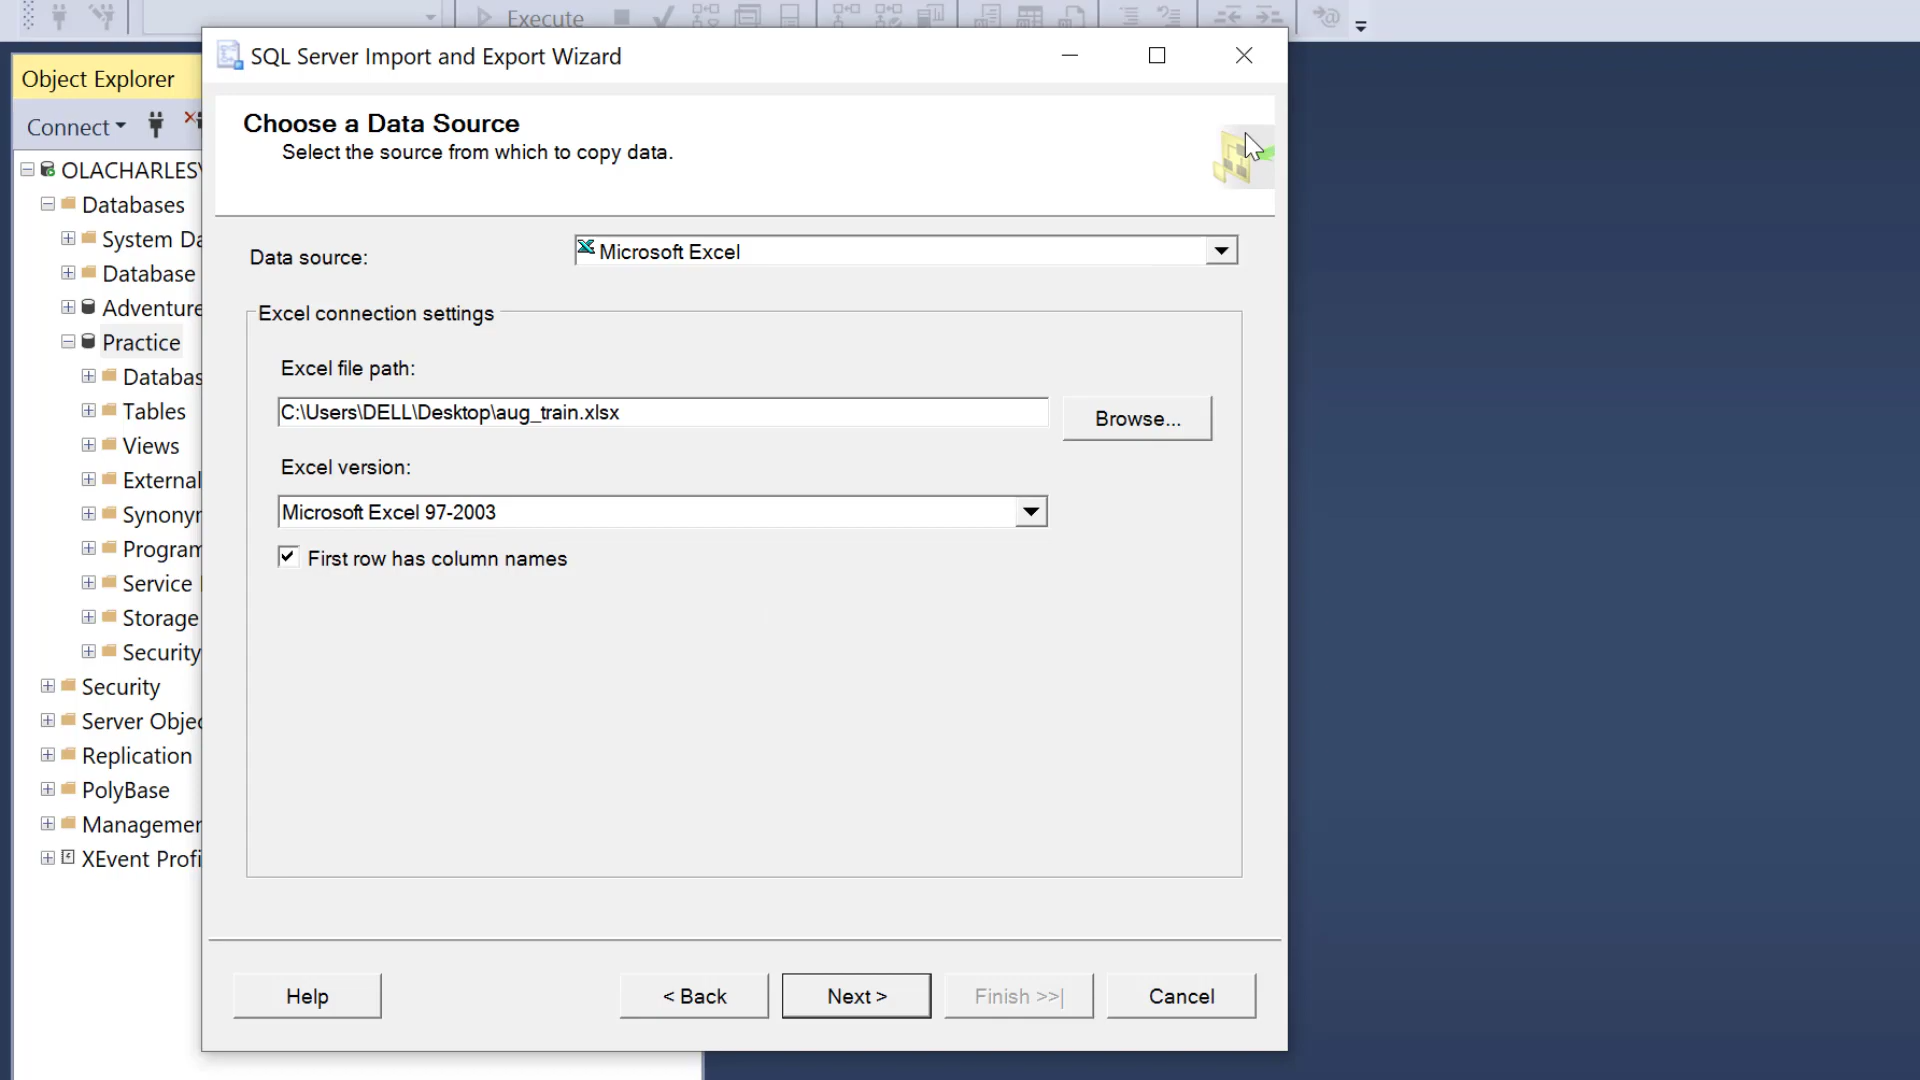 Execute
SQL Server Import and Export Wizard
Object Explorer
Connect
OLACHARLES
Databases
System Da
Database
Adventure
Practice
Databas
Tables
Views
External
Synony
Program
Service
Storage
Security
Security
Server Objec
Replication
PolyBase
Managemer
XEvent Profi
Choose a Data Source
Select the source from which to copy data.
Data source:
Microsoft Excel
Excel connection settings
Excel file path:
C:\Users\DELL\Desktop\aug_train.xlsx
Browse...
Excel version:
Microsoft Excel 97-2003
First row has column names
Help
< Back
Next >
Finish >>|
Cancel